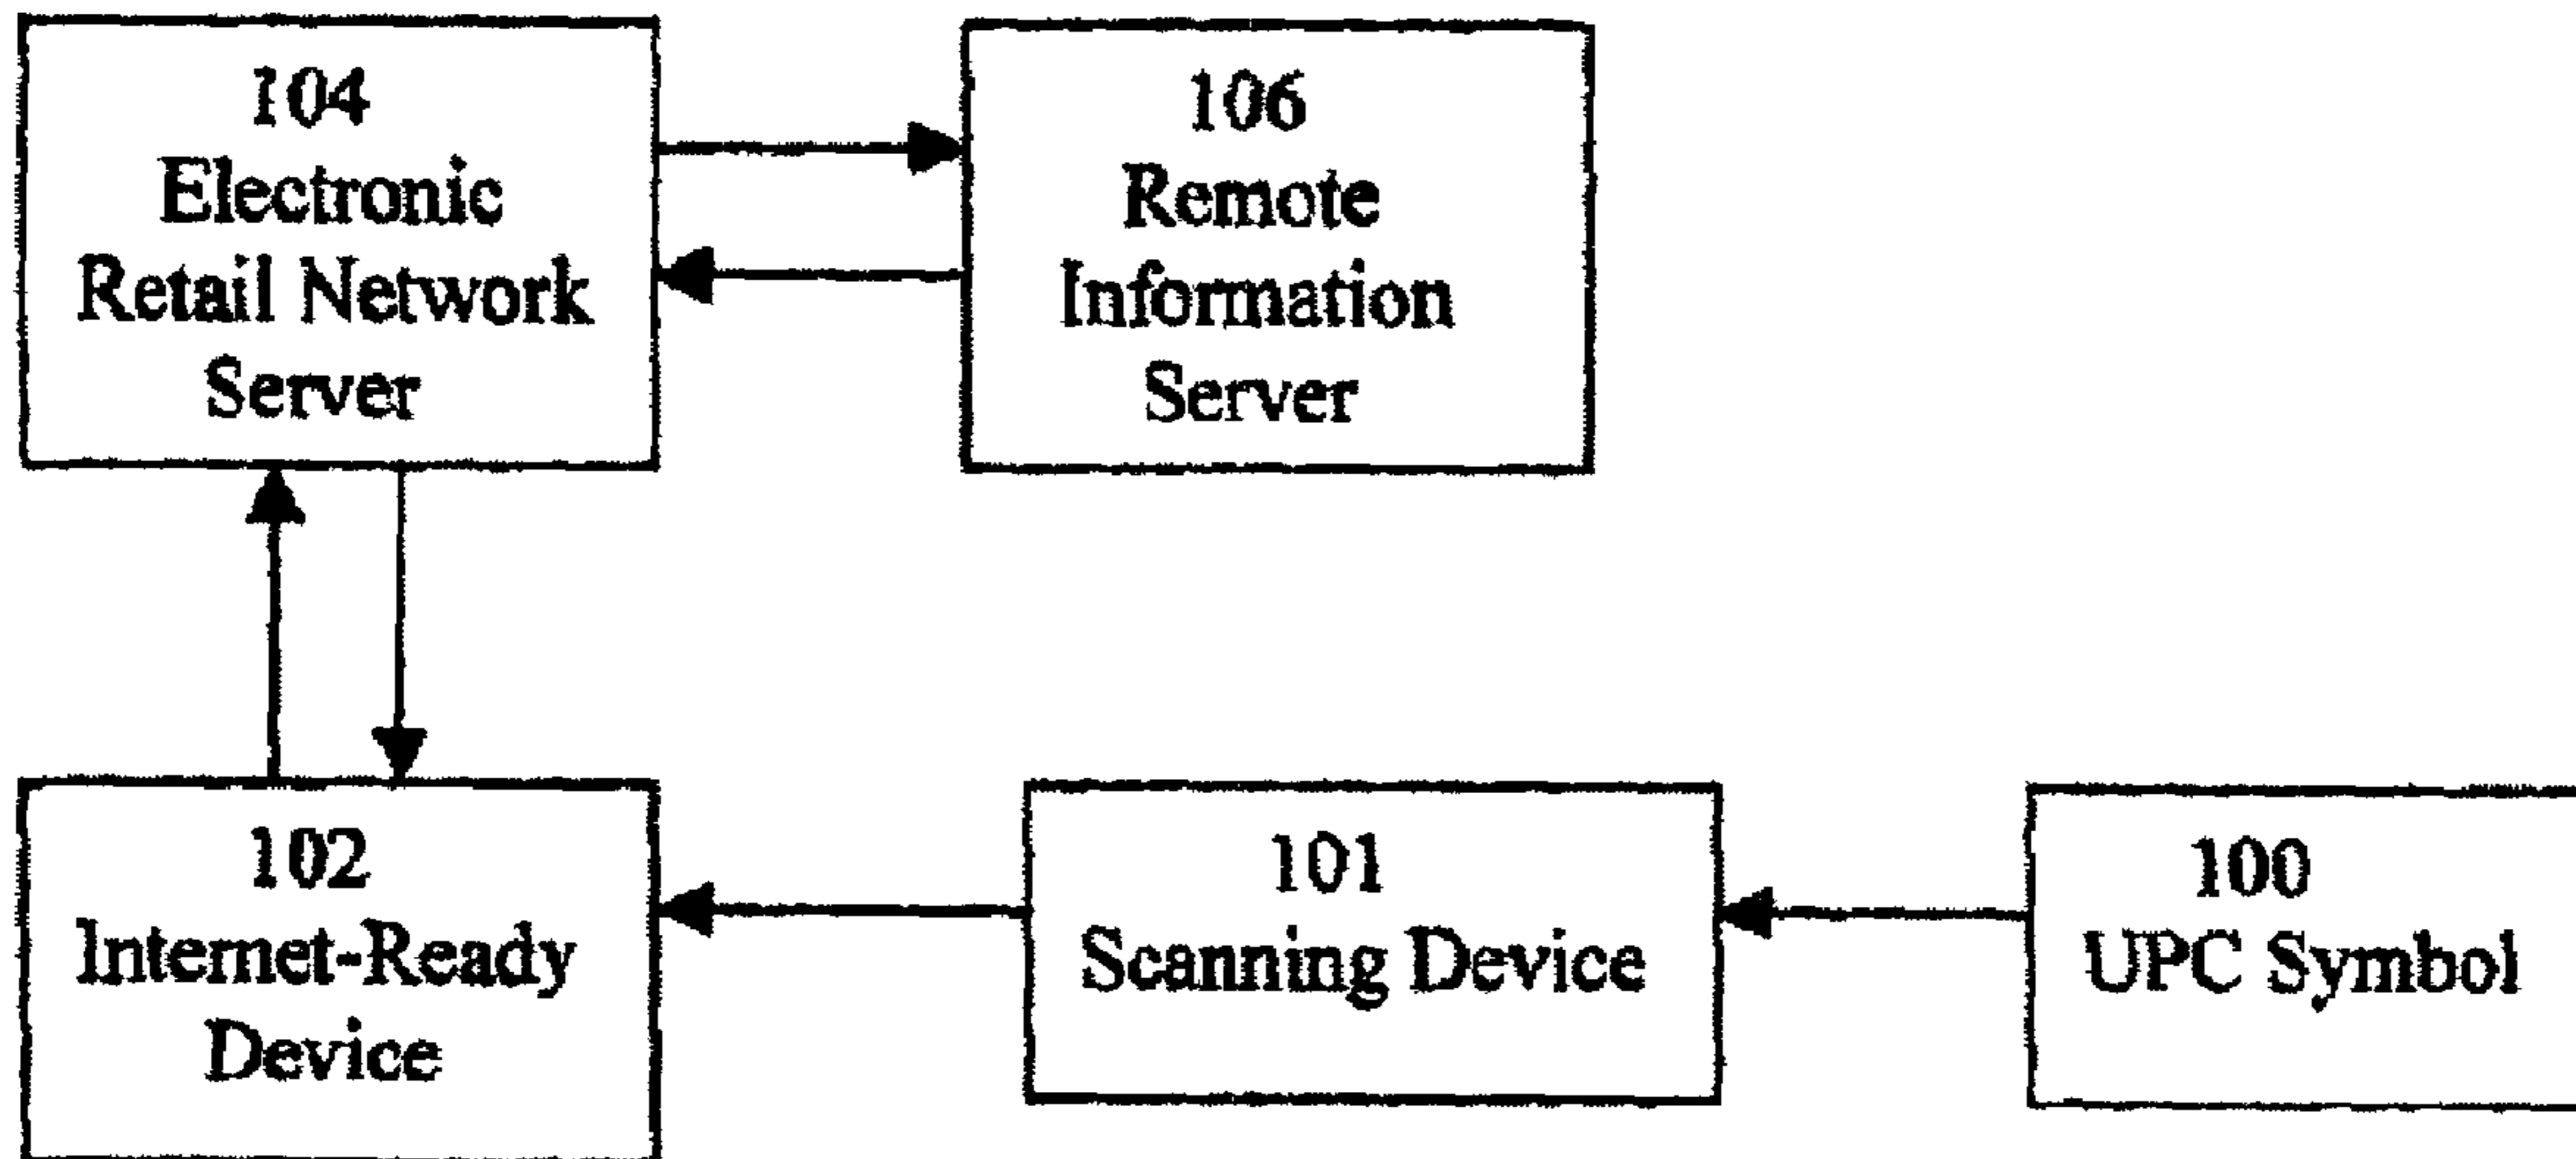 104
Electronic
Retail Network
Server
106
Remote
Information
Server
102
Internet-Ready
Device
101
Scanning Device
100
UPC Symbol